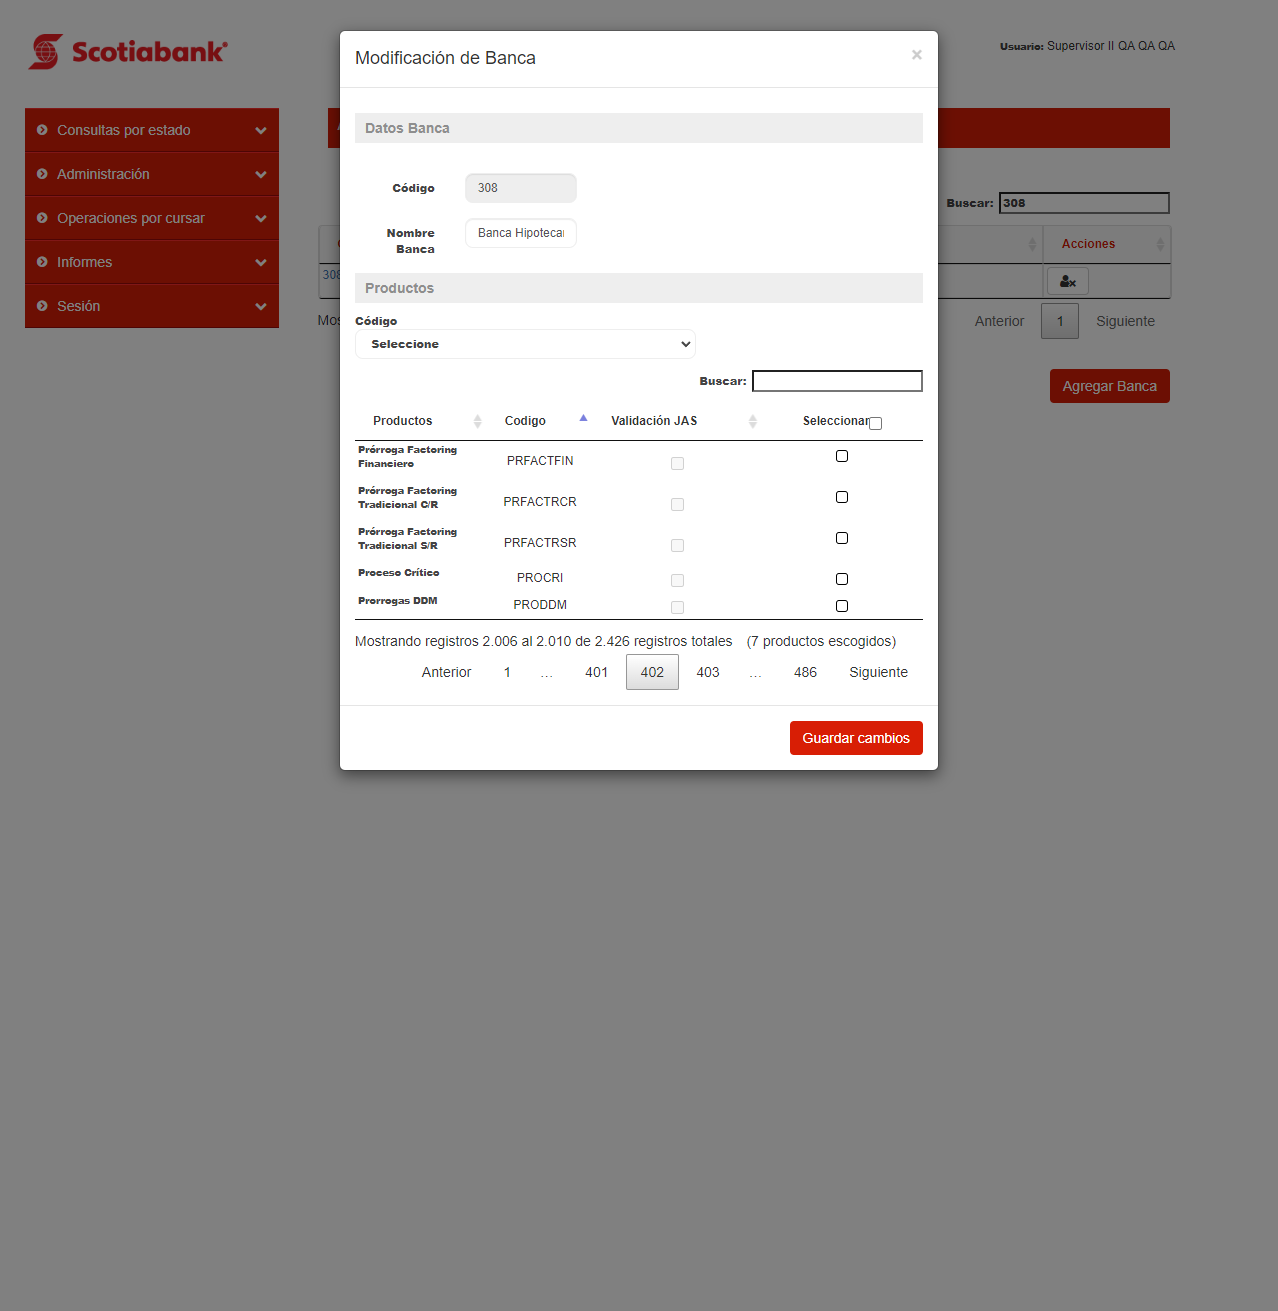 Scotiabank
Usuario: Supervisor II QA QA QA
Modificación de Banca
×
Consultas por estado
Administración
Operaciones por cursar
Informes
Sesión
Datos Banca
Código 308
Nombre Banca
Banca Hipotecar
Buscar: 308
Acciones
308
Anterior 1 Siguiente
Agregar Banca
Productos
Código
Seleccione
Buscar:
Productos Codigo Validación JAS Seleccionar
Prórroga Factoring
Financiero PRFACTFIN
Prórroga Factoring
Tradicional C/R PRFACTRCR
Prórroga Factoring
Tradicional S/R PRFACTRSR
Proceso Crítico PROCRI
Prorrogas DDM PRODDM
Mostrando registros 2.006 al 2.010 de 2.426 registros totales (7 productos escogidos)
Anterior 1 … 401 402 403 … 486 Siguiente
Guardar cambios